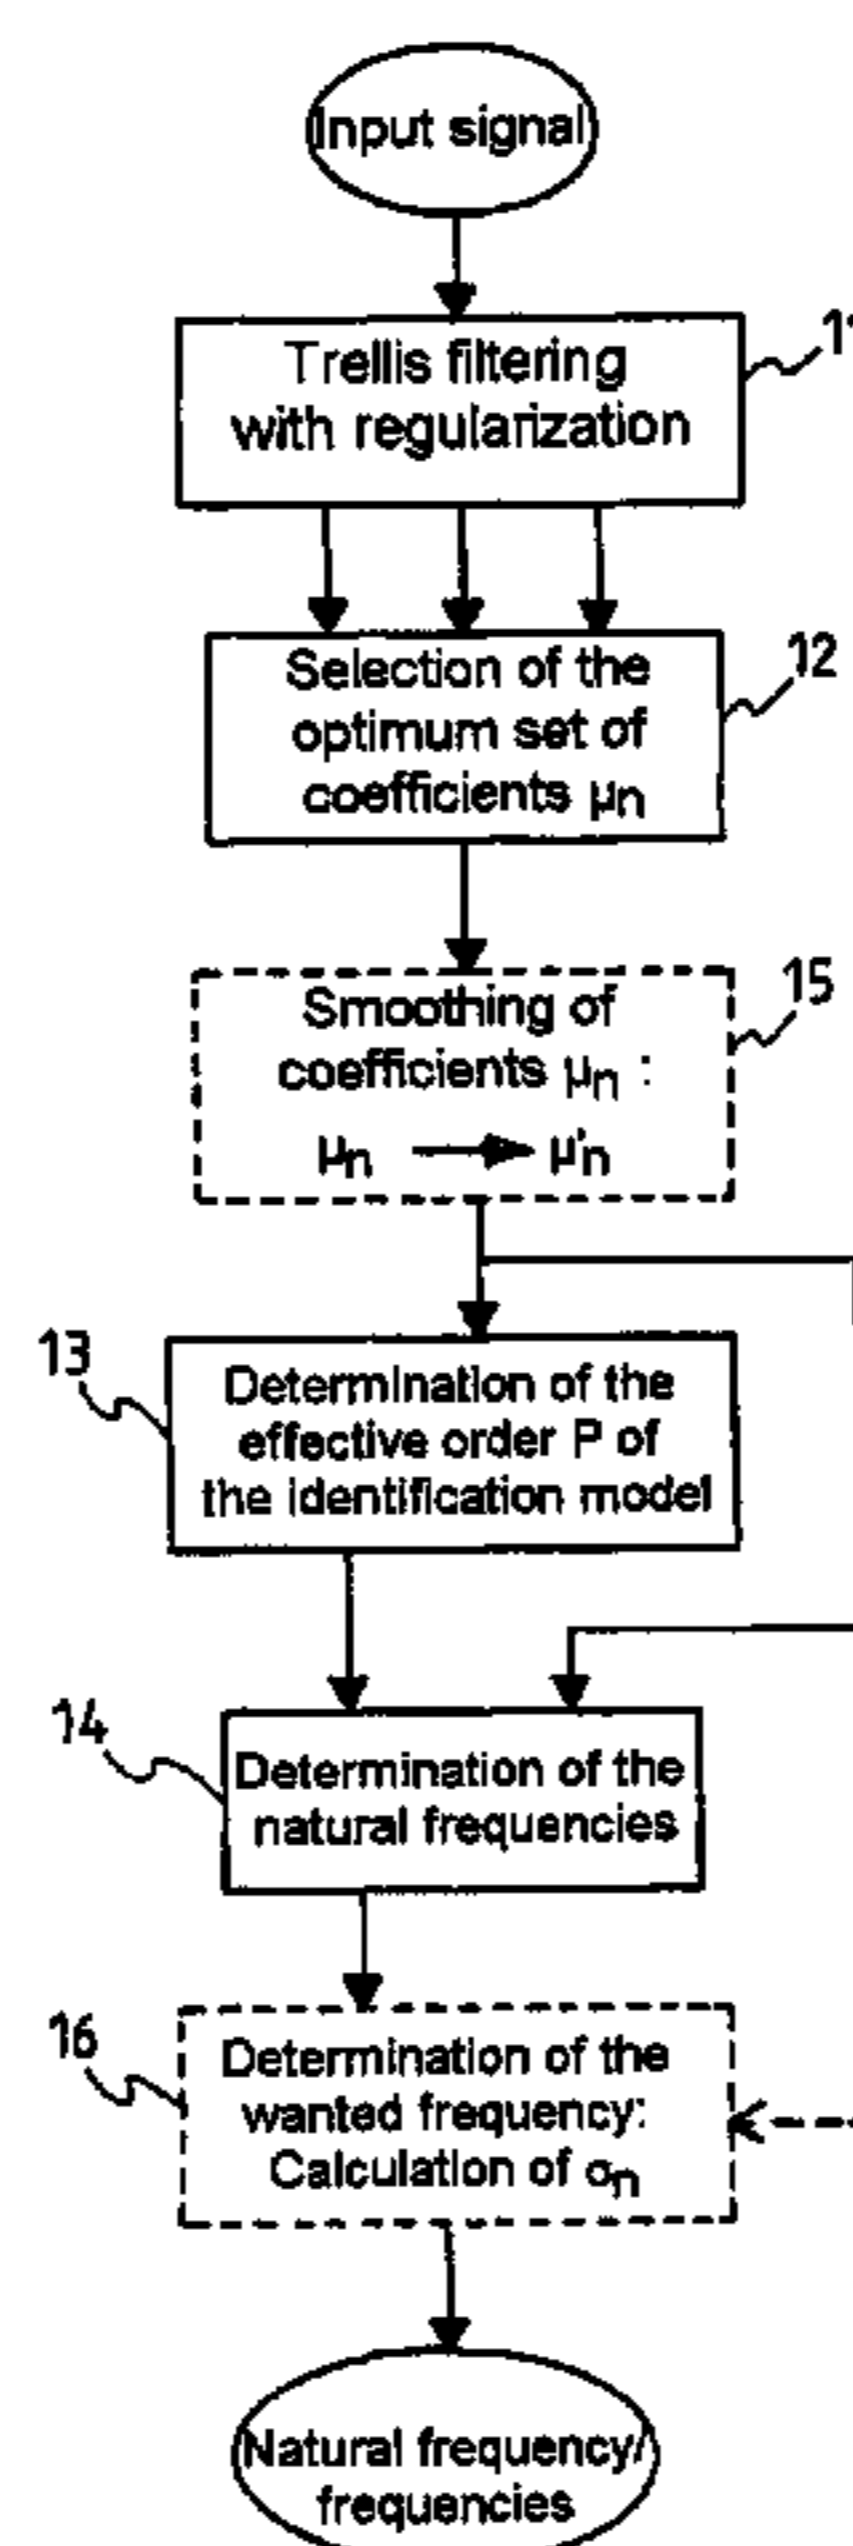 Input signal
Trellis filtering
with regularization
Selection of the
optimum set of
coefficients μn
12
Smoothing of
coefficients μn :
μn → μ'n
15
13
Determination of the
effective order P of
the identification model
14
Determination of the
natural frequencies
16
Determination of the
wanted frequency:
Calculation of σn
Natural frequency/
frequencies